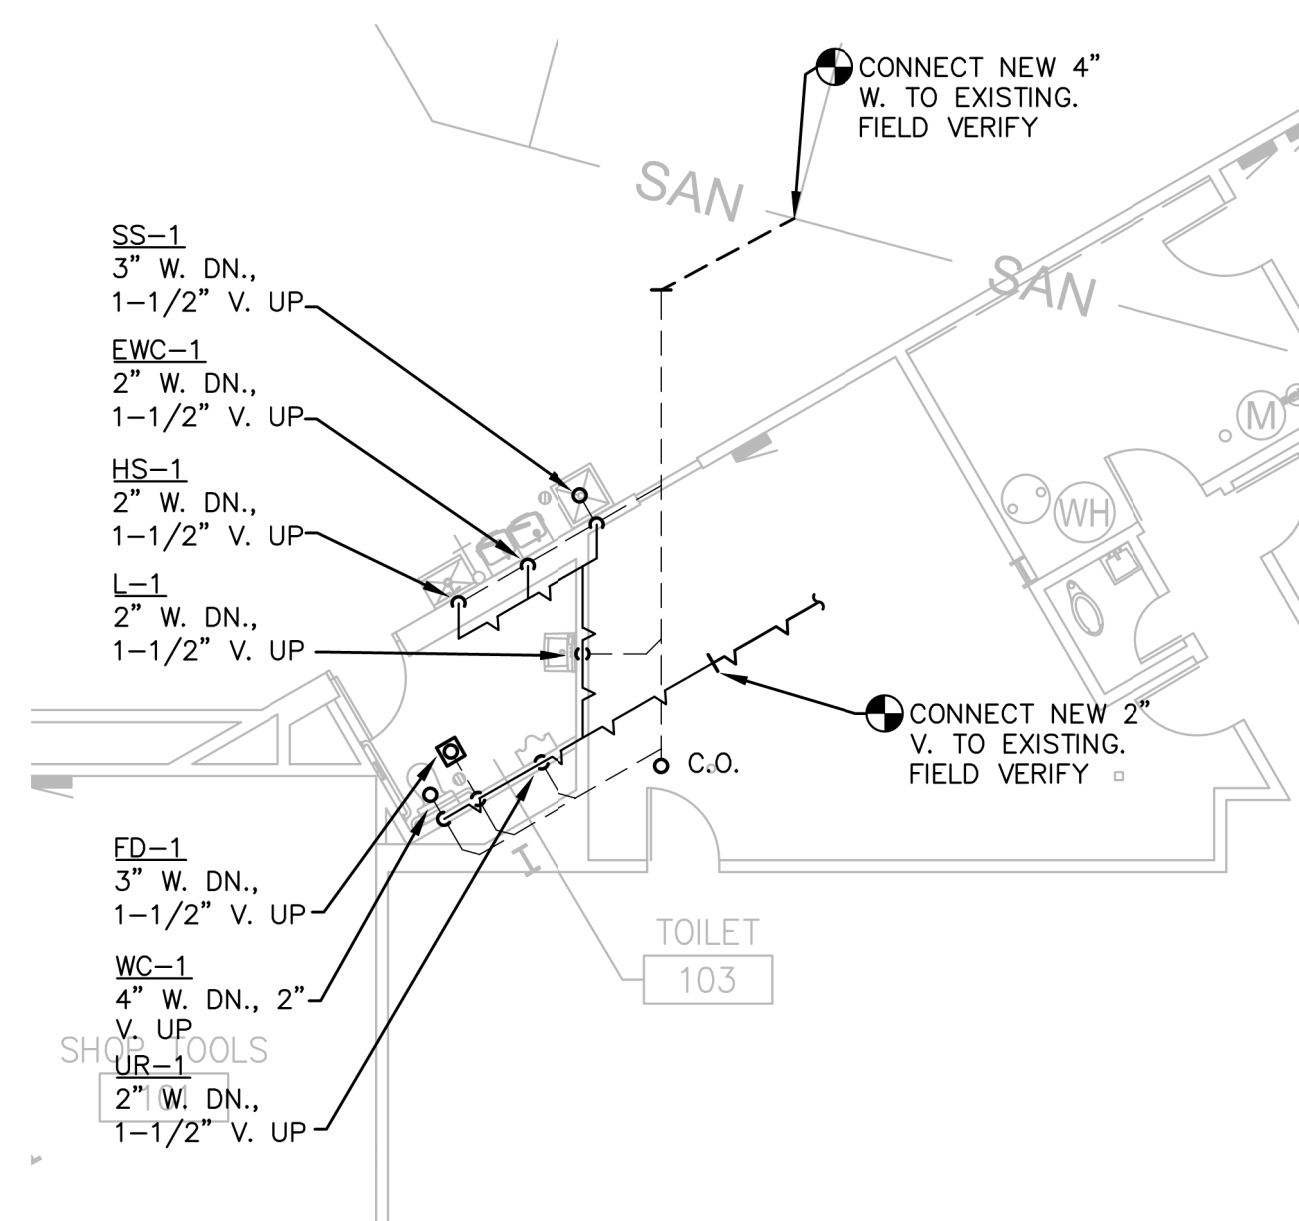 CONNECT NEW 4”
W. TO EXISTING.
FIELD VERIFY
SAN
SAN
SS-1
3” W. DN.,
1-1/2” V. UP
EWC-1
2” W. DN.,
1-1/2” V. UP
HS-1
2” W. DN.,
1-1/2” V. UP
L-1
2” W. DN.,
1-1/2” V. UP
M
WH
CONNECT NEW 2”
V. TO EXISTING.
FIELD VERIFY
C.O.
FD-1
3” W. DN.,
1-1/2” V. UP
WC-1
4” W. DN., 2”
V. UP
TOILET
103
SHOP TOOLS
101
UR-1
2” W. DN.,
1-1/2” V. UP